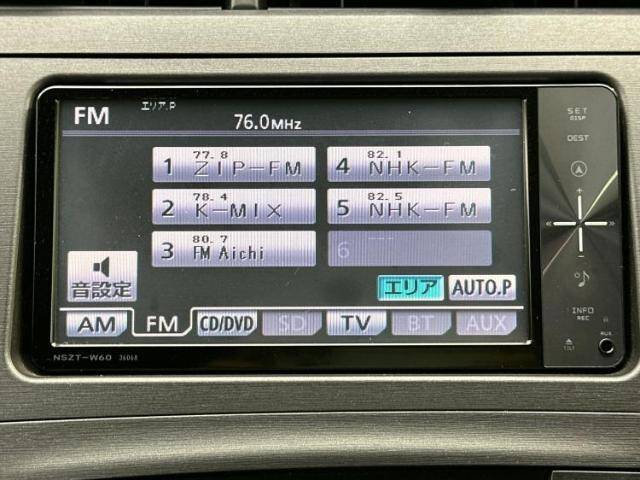 FM エリア.P
76.0MHz
77.8
1 ZIP-FM
82.1
4 NHK-FM
78.4
2 K-MIX
82.5
5 NHK-FM
80.7
3 FM Aichi
6 ---
音設定
エリア AUTO.P
AM FM CD/DVD SD TV BT AUX
NSZT-W60 36068
SET
DISP
DEST
INFO
REC
TILT
AUX